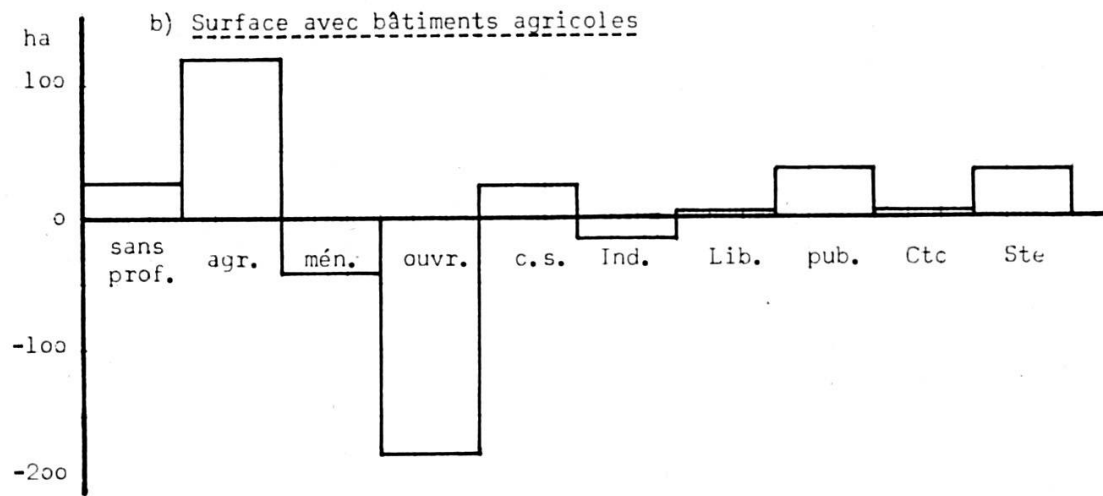 b) Surface avec bâtiments agricoles
ha
100
0
-100
-200
sans prof.
agr.
mén.
ouvr.
c.s.
Ind.
Lib.
pub.
Ctc
Ste